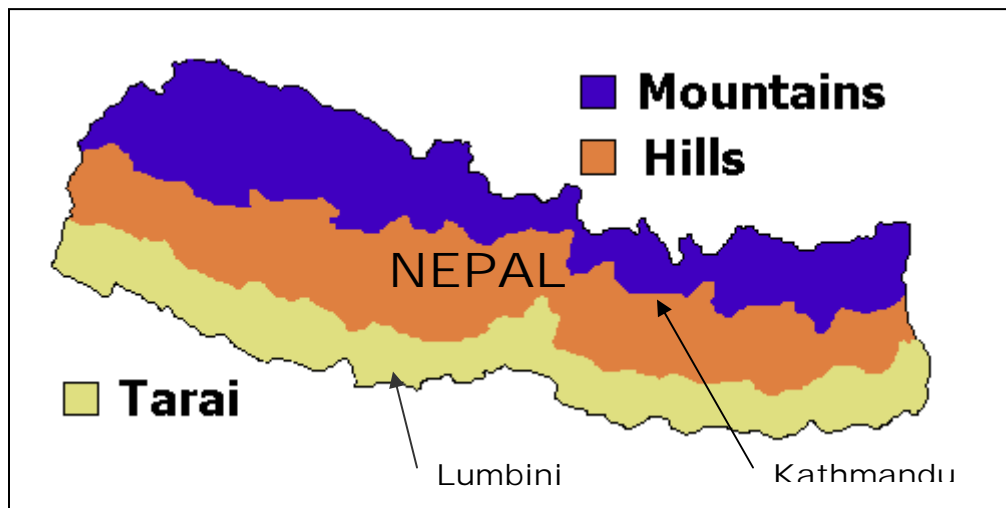 Mountains
Hills
NEPAL
Tarai
Lumbini
Kathmandu